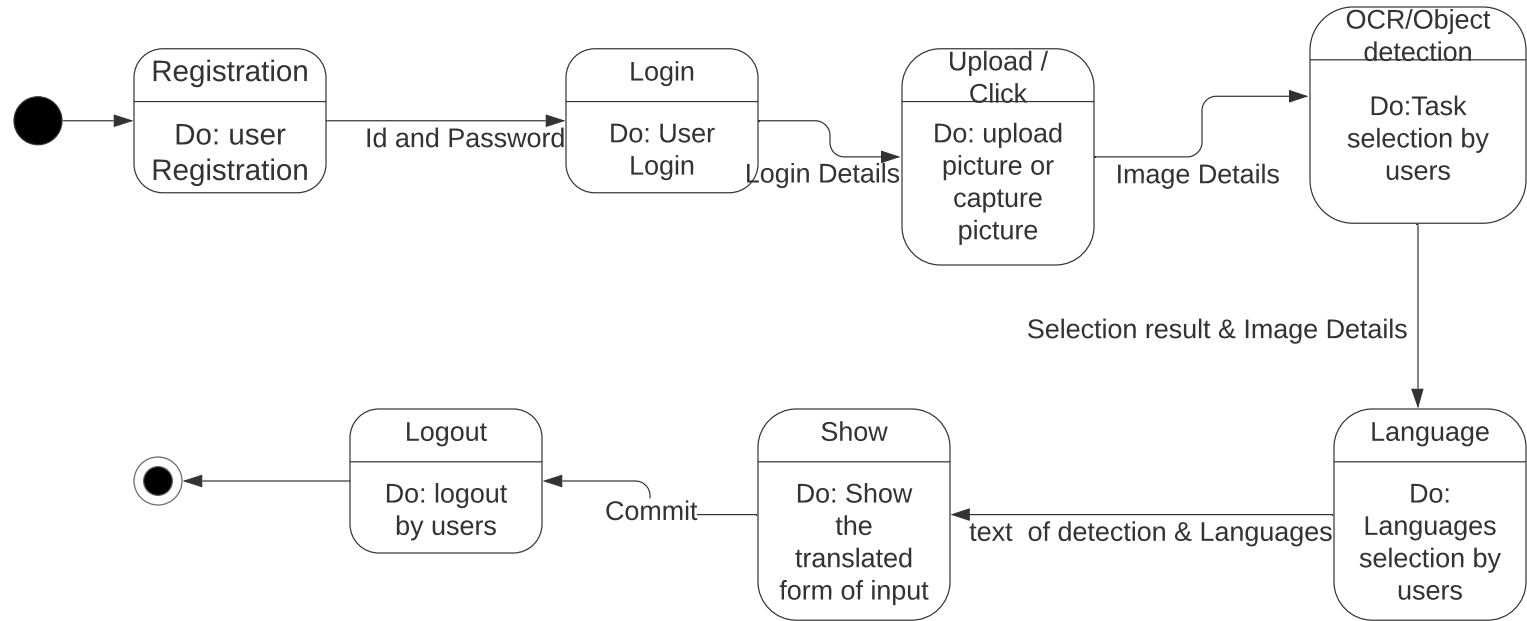 Registration
Do: user
Registration
Id and Password
Login
Do: User
Login
Login Details
Upload /
Click
Do: upload
picture or
capture
picture
Image Details
OCR/Object
detection
Do:Task
selection by
users
Selection result & Image Details
Language
Do:
Languages
selection by
users
text  of detection & Languages
Show
Do: Show
the
translated
form of input
Commit
Logout
Do: logout
by users